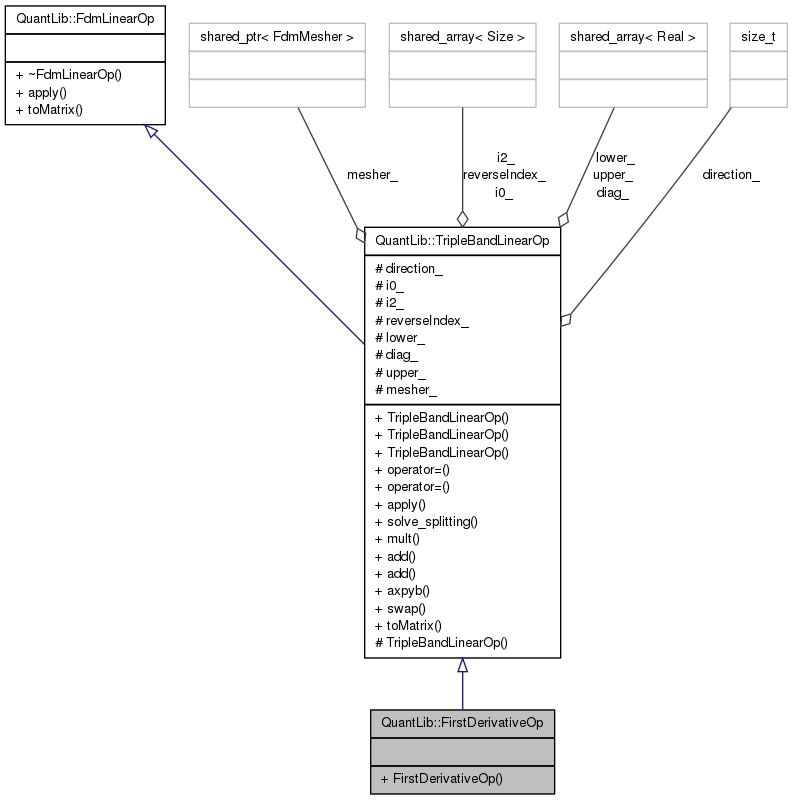 QuantLib::FdmLinearOp
+ ~FdmLinearOp()
+ apply()
+ toMatrix()
shared_ptr< FdmMesher >
shared_array< Size >
shared_array< Real >
size_t
mesher_
i2_
reverseIndex_
i0_
lower_
upper_
diag_
direction_
QuantLib::TripleBandLinearOp
# direction_
# i0_
# i2_
# reverseIndex_
# lower_
# diag_
# upper_
# mesher_
+ TripleBandLinearOp()
+ TripleBandLinearOp()
+ TripleBandLinearOp()
+ operator=()
+ operator=()
+ apply()
+ solve_splitting()
+ mult()
+ add()
+ add()
+ axpyb()
+ swap()
+ toMatrix()
# TripleBandLinearOp()
QuantLib::FirstDerivativeOp
+ FirstDerivativeOp()